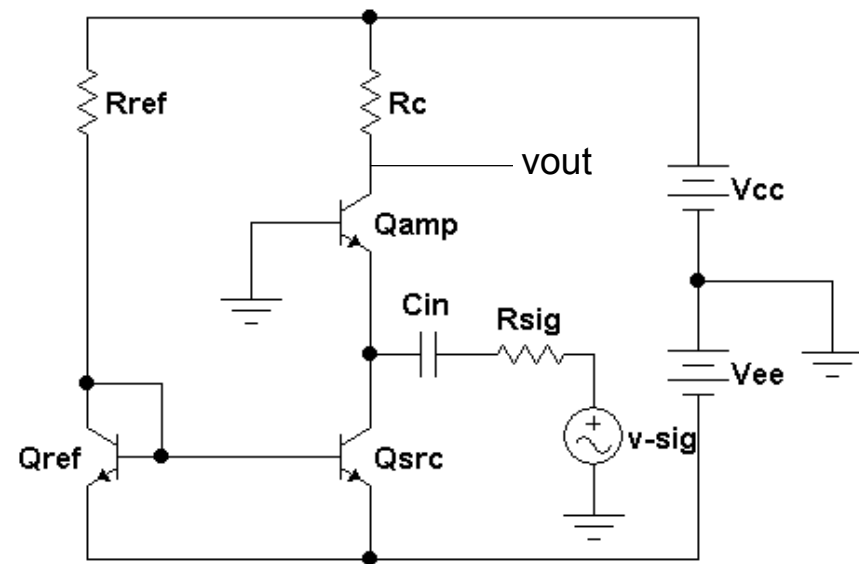 Rref
Rc
vout
Vcc
Qamp
Cin
Rsig
Vee
Qref
Qsrc
+
v-sig